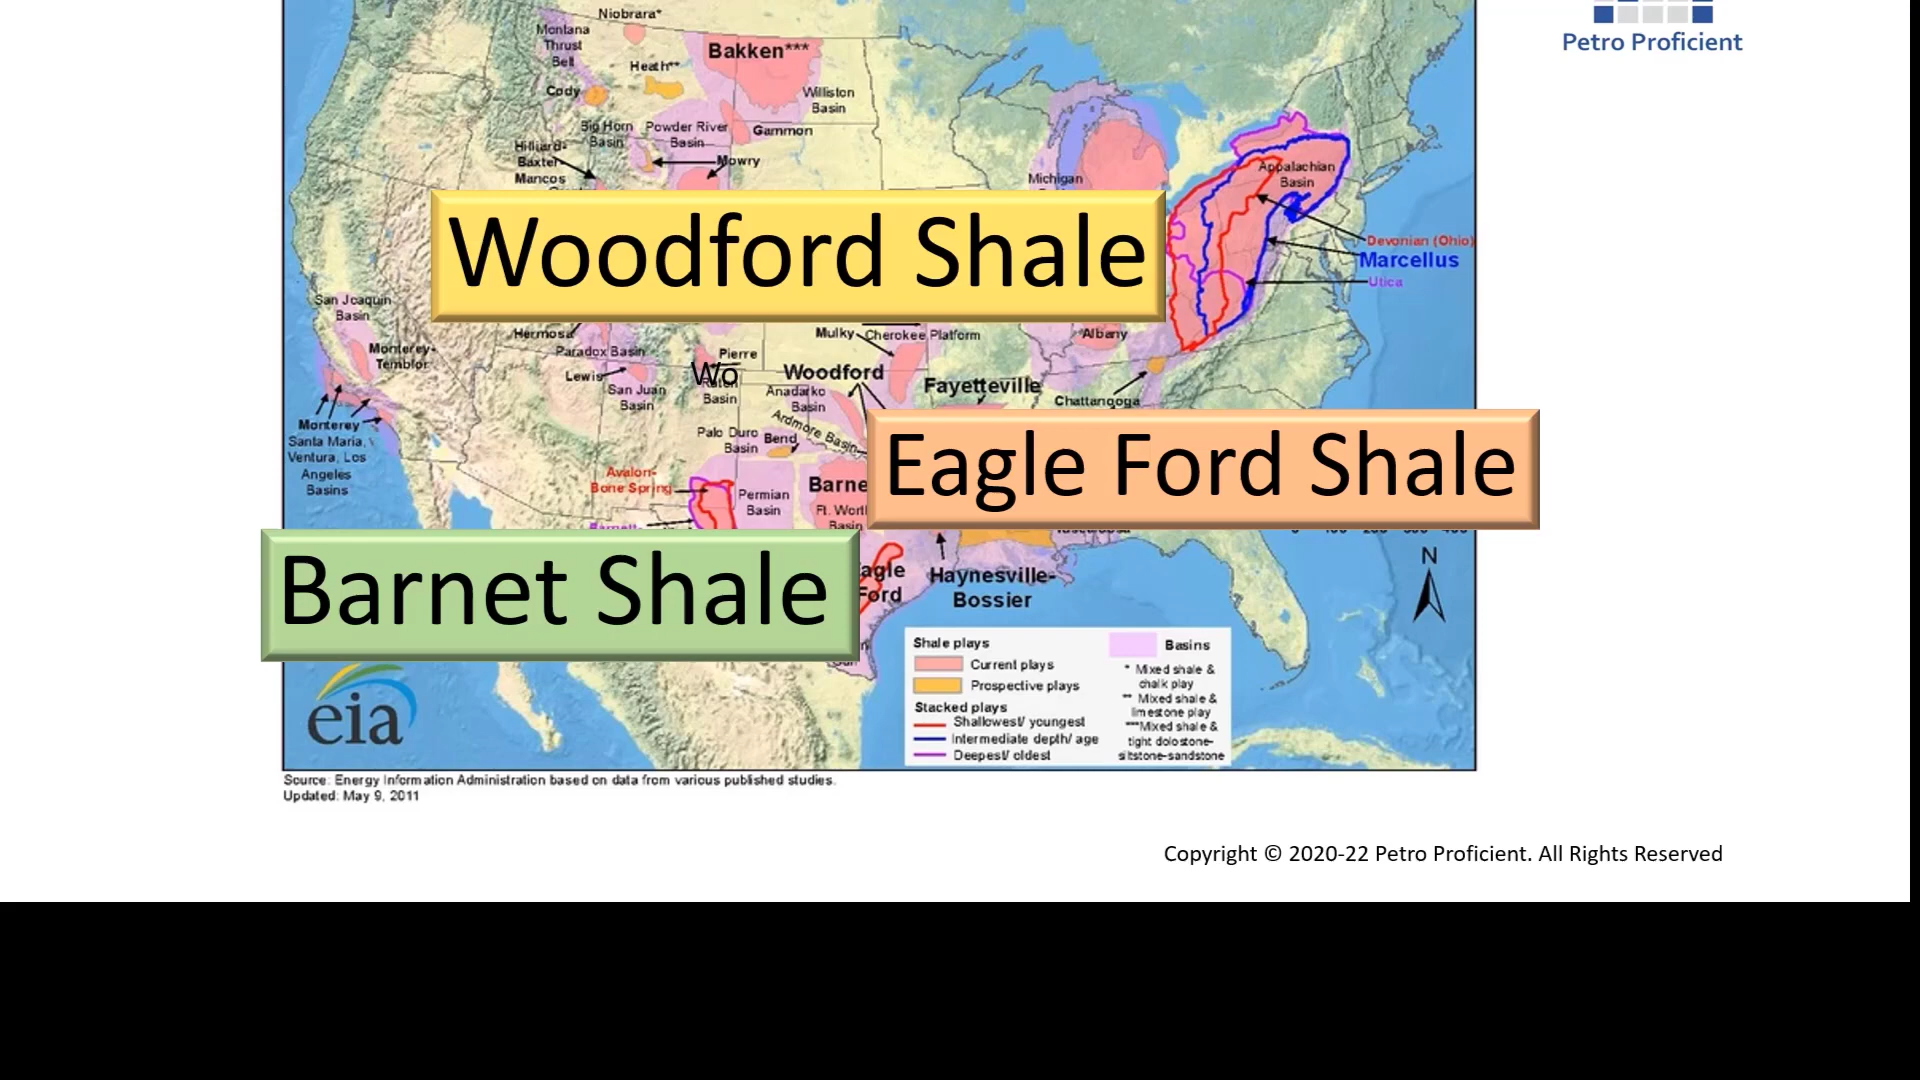 Petro Proficient
Niobrara*
Montana
Thrust
Belt
Bakken***
Heath**
Cody
Williston
Basin
Big Horn
Basin
Powder River
Basin
Gammon
Hilliard-
Baxter-
Mancos
Mowry
Michigan
Appalachian
Basin
Woodford Shale
Devonian (Ohio)
Marcellus
Utica
San Joaquin
Basin
Hermosa
Mulky
Cherokee Platform
Albany
Monterey-
Temblor
Paradox Basin
Pierre
Lewis
San Juan
Basin
Wo
Basin
Woodford
Anadarko
Basin
Fayetteville
Chattanooga
Monterey
Santa Maria,
Ventura, Los
Angeles
Basins
Palo Duro
Basin
Bend
Ardmore Basin
Eagle Ford Shale
Avalon-
Bone Spring
Permian
Basin
Barne
Ft. Wort
Basin
Barnet Shale
agle
Ford
Haynesville-
Bossier
N
Shale plays
Current plays
Prospective plays
Stacked plays
Shallowest/ youngest
Intermediate depth/ age
Deepest/ oldest
Basins
* Mixed shale &
chalk play
** Mixed shale &
limestone play
***Mixed shale &
tight dolostone-
siltstone-sandstone
eia
Source: Energy Information Administration based on data from various published studies.
Updated: May 9, 2011
Copyright © 2020-22 Petro Proficient. All Rights Reserved